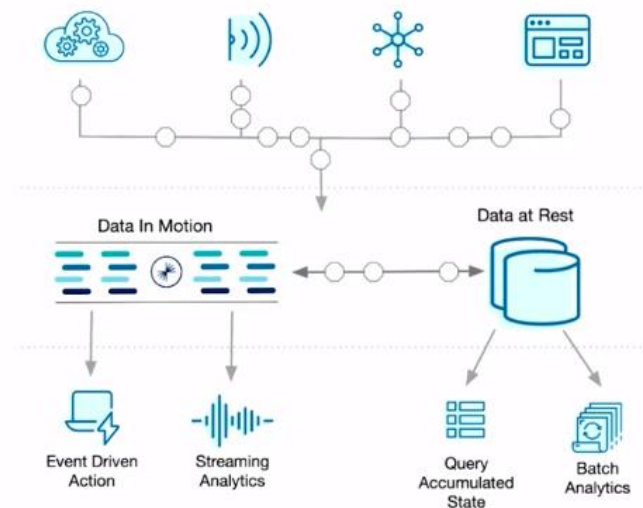 Data In Motion
Data at Rest
Event Driven
Action
Streaming
Analytics
Query
Accumulated
State
Batch
Analytics